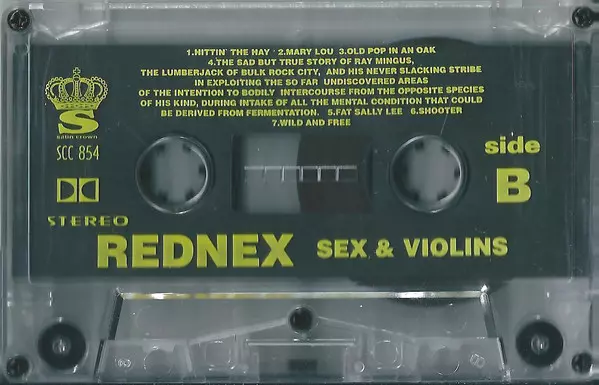 1.HITTIN' THE HAY 2.MARY LOU 3.OLD POP IN AN OAK
4.THE SAD BUT TRUE STORY OF RAY MINGUS,
THE LUMBERJACK OF BULK ROCK CITY, AND HIS NEVER SLACKING STRIBE
IN EXPLOITING THE SO FAR UNDISCOVERED AREAS
OF THE INTENTION TO BODILY INTERCOURSE FROM THE OPPOSITE SPECIES
OF HIS KIND, DURING INTAKE OF ALL THE MENTAL CONDITION THAT COULD
BE DERIVED FROM FERMENTATION. 5.FAT SALLY LEE 6.SHOOTER
7.WILD AND FREE
S
satin crown
SCC 854
STEREO
side
B
REDNEX SEX & VIOLINS